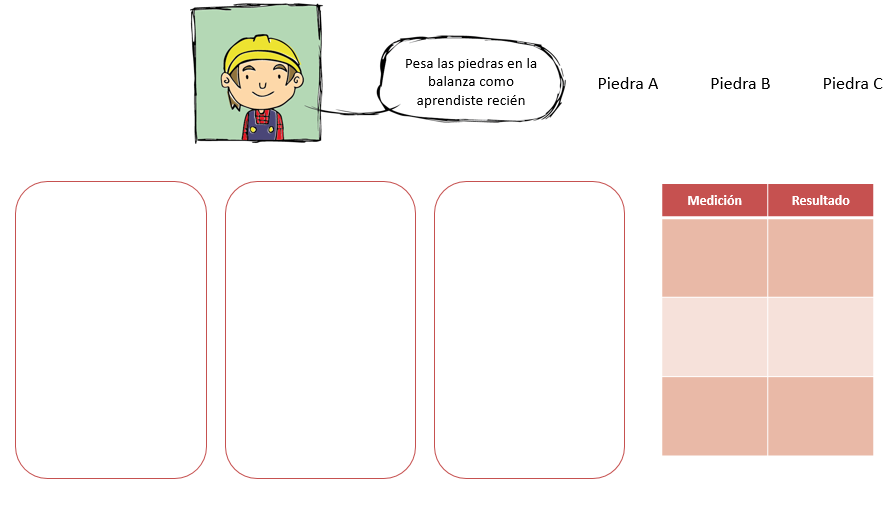 Pesa las piedras en la
balanza como
aprendiste recién
Piedra A
Piedra B
Piedra C
Medición
Resultado